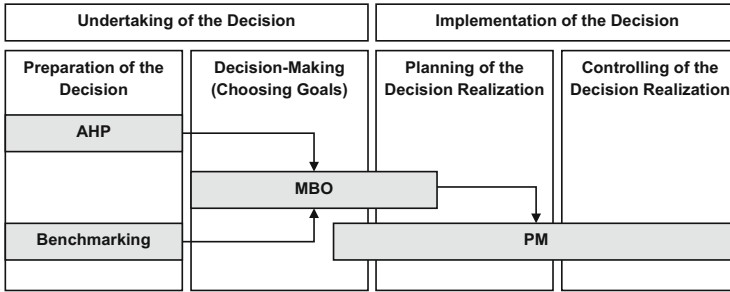 Undertaking of the Decision
Implementation of the Decision
Preparation of the
Decision
Decision-Making
(Choosing Goals)
Planning of the
Decision Realization
Controlling of the
Decision Realization
AHP
MBO
Benchmarking
PM